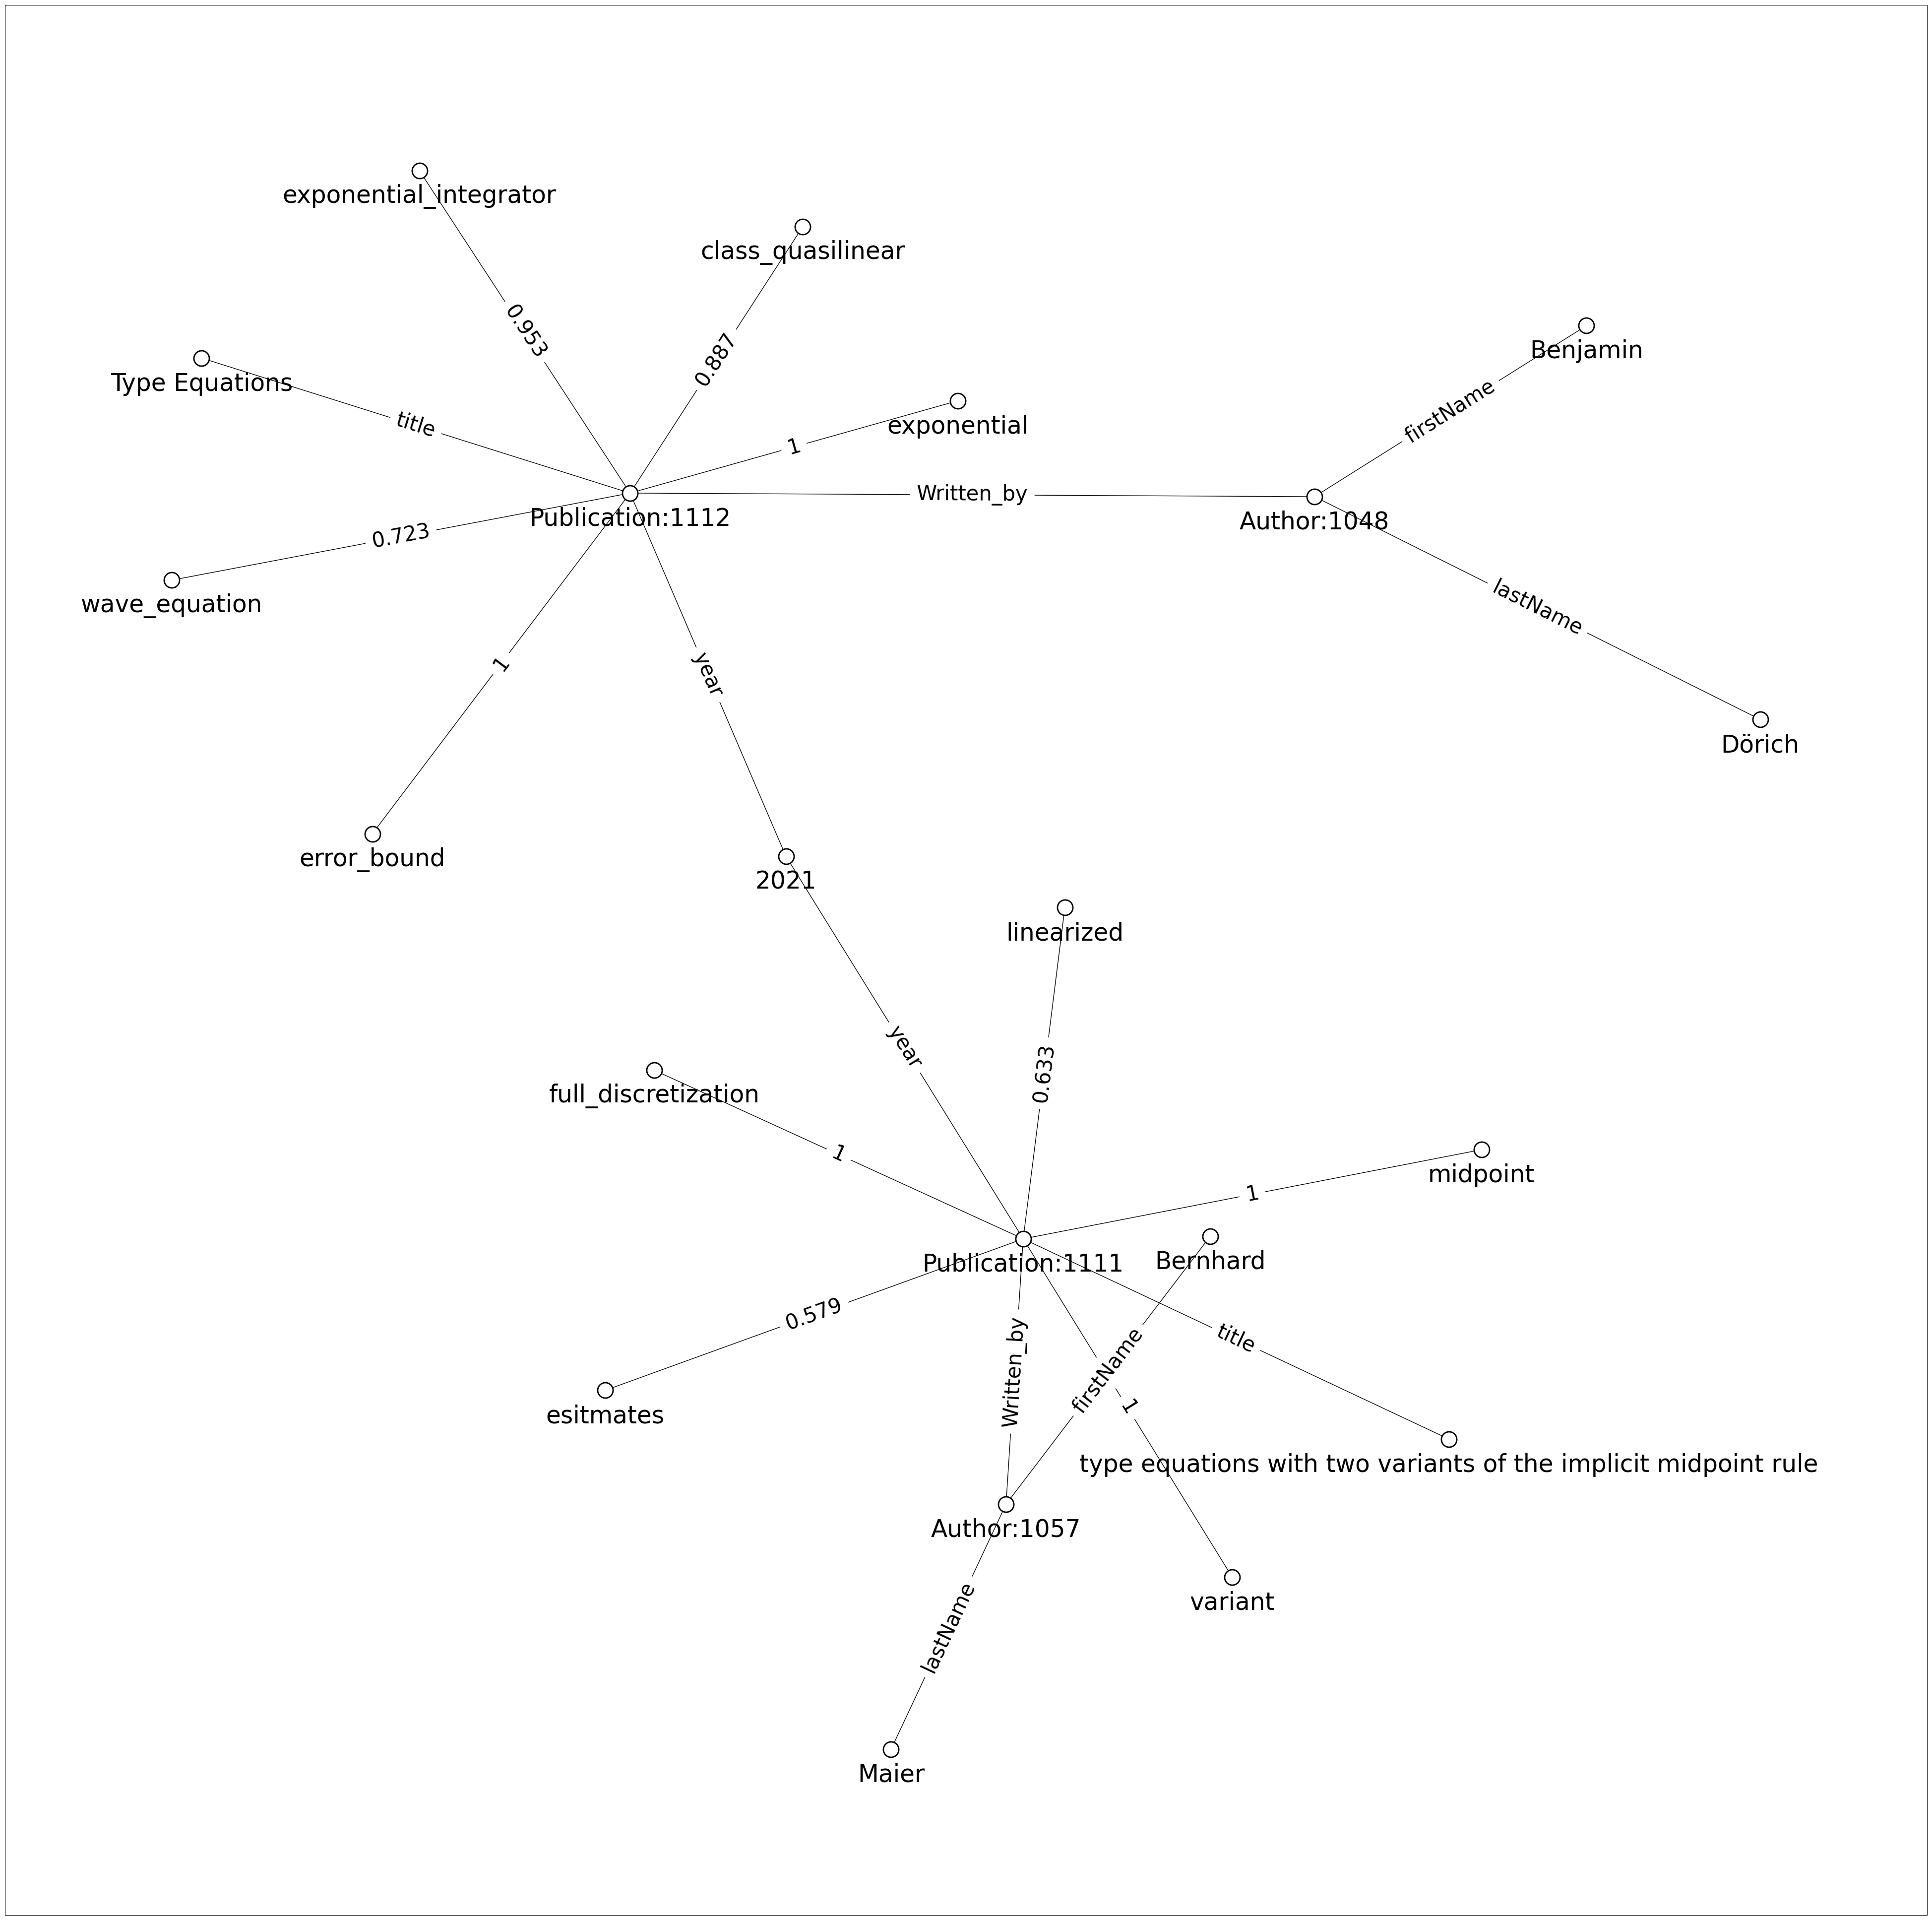 exponential_integrator
class_quasilinear
0.953
0.887
Benjamin
Type Equations
firstName
title
exponential
1
Written_by
Publication:1112
Author:1048
0.723
wave_equation
lastName
1
year
Dörich
error_bound
2021
linearized
year
0.633
full_discretization
1
midpoint
1
Publication:1111
Bernhard
0.579
title
Written_by
firstName
1
esitmates
type equations with two variants of the implicit midpoint rule
Author:1057
variant
lastName
Maier